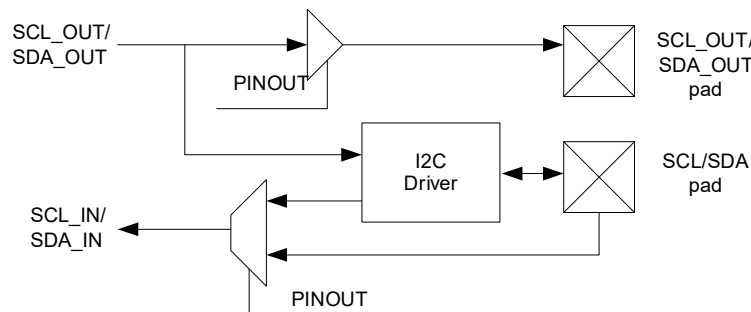 SCL_OUT/
SDA_OUT
PINOUT
SCL_OUT/
SDA_OUT
pad
I2C
Driver
SCL/SDA
pad
SCL_IN/
SDA_IN
PINOUT